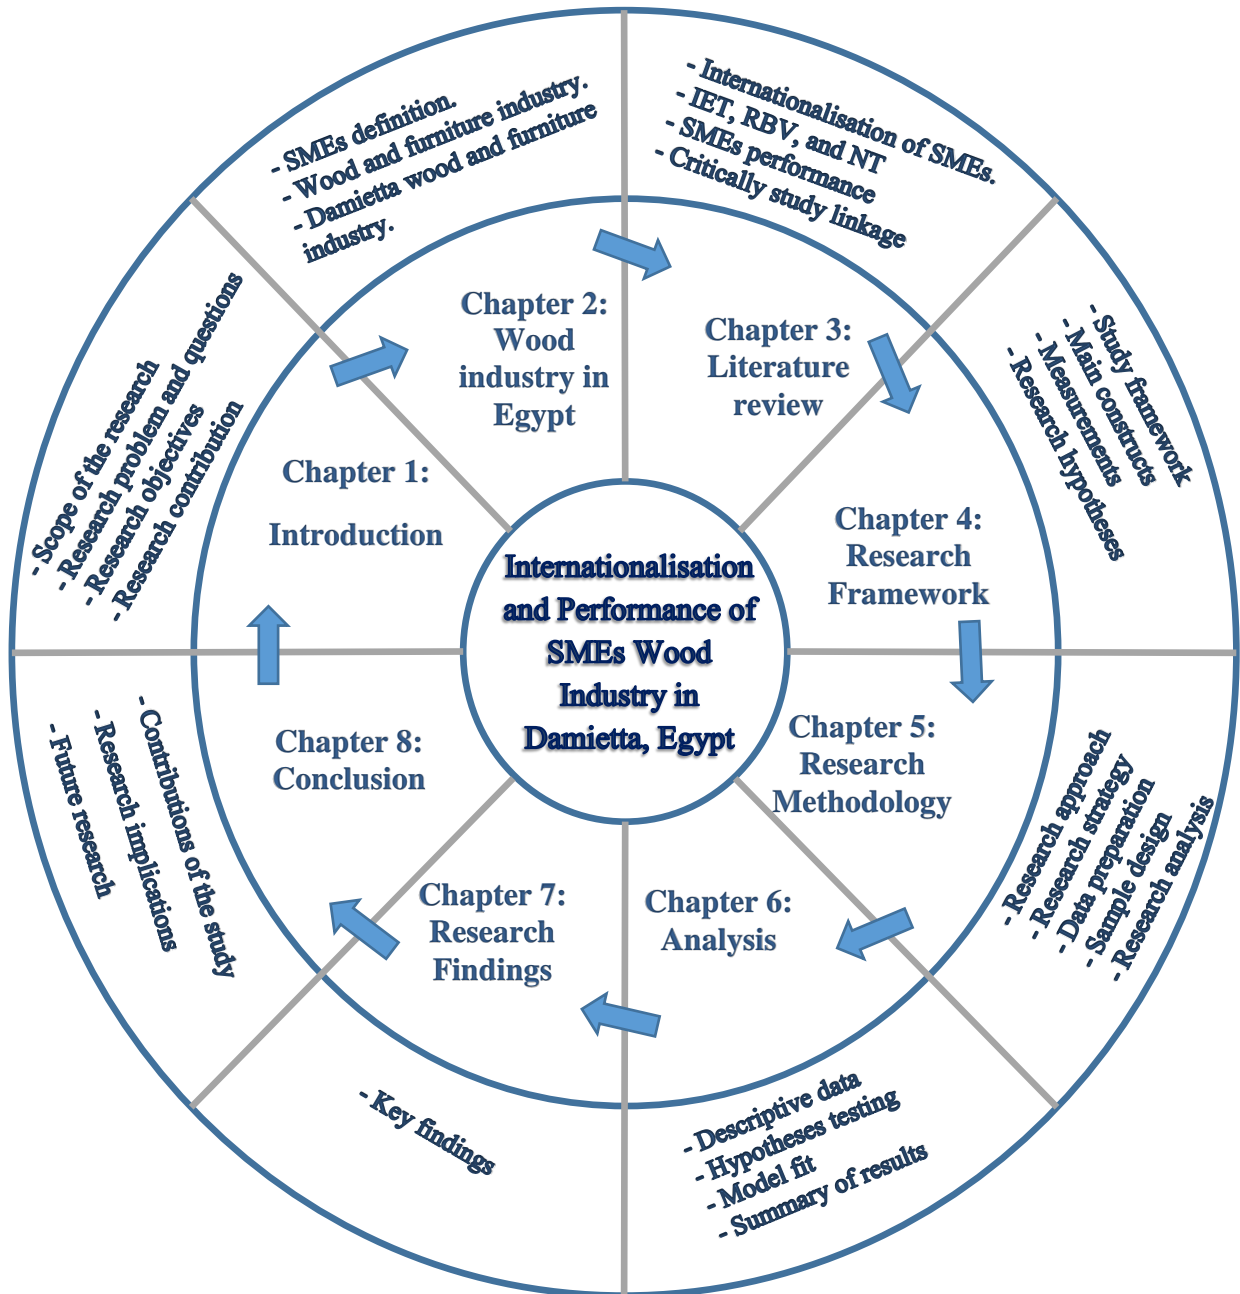 Internationalisation
and Performance of
SMEs Wood
Industry in
Damietta, Egypt
Chapter 1:
Introduction
- Scope of the research
- Research problem and questions
- Research objectives
- Research contribution
Chapter 2:
Wood
industry in
Egypt
- SMEs definition.
- Wood and furniture industry.
- Damietta wood and furniture
industry.
Chapter 3:
Literature
review
- Internationalisation of SMEs.
- IET, RBV, and NT
- SMEs performance
- Critically study linkage
Chapter 4:
Research
Framework
- Study framework
- Main constructs
- Measurements
- Research hypotheses
Chapter 5:
Research
Methodology
- Research approach
- Research strategy
- Data preparation
- Sample design
- Research analysis
Chapter 6:
Analysis
- Descriptive data
- Hypotheses testing
- Model fit
- Summary of results
Chapter 7:
Research
Findings
- Key findings
Chapter 8:
Conclusion
- Contributions of the study
- Research implications
- Future research